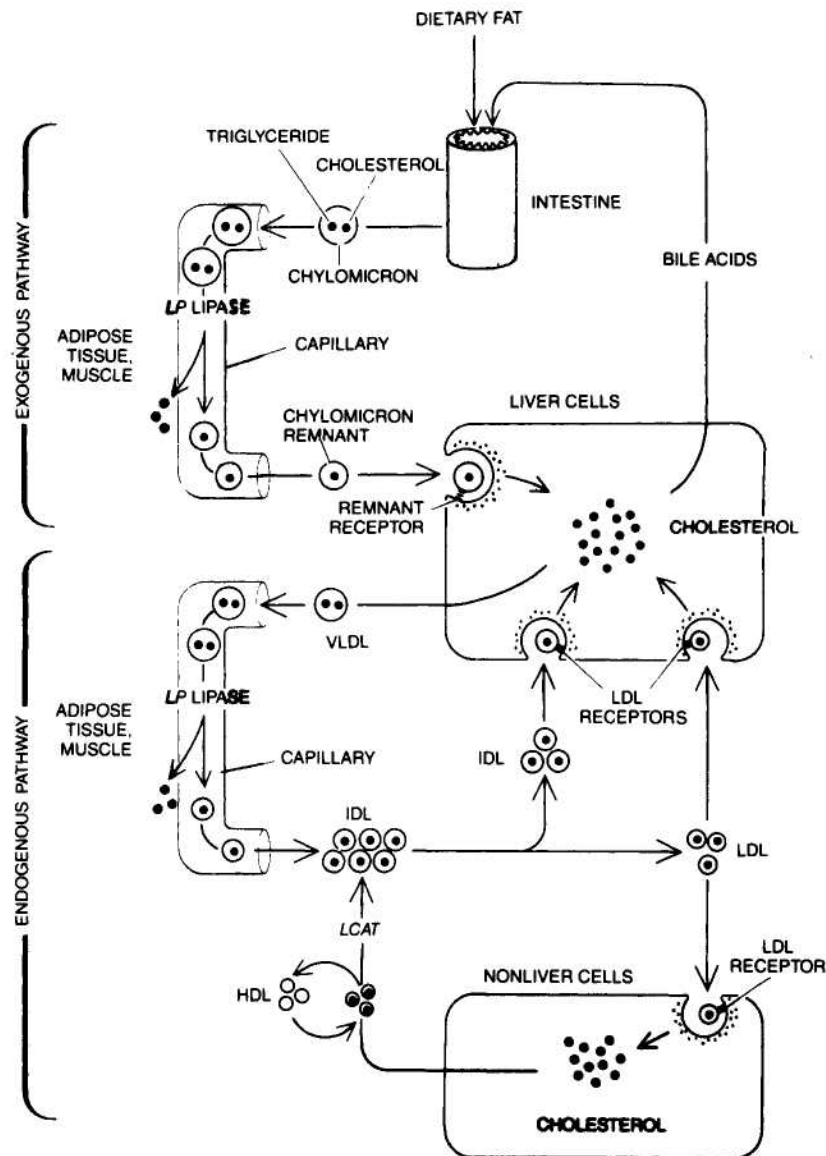 DIETARY FAT
TRIGLYCERIDE
CHOLESTEROL
INTESTINE
CHYLOMICRON
BILE ACIDS
EXOGENOUS PATHWAY
LP LIPASE
ADIPOSE
TISSUE,
MUSCLE
CAPILLARY
LIVER CELLS
CHYLOMICRON
REMNANT
REMNANT
RECEPTOR
CHOLESTEROL
VLDL
ENDOGENOUS PATHWAY
LP LIPASE
LDL
RECEPTORS
ADIPOSE
TISSUE,
MUSCLE
CAPILLARY
IDL
IDL
LDL
LCAT
HDL
NONLIVER CELLS
LDL
RECEPTOR
CHOLESTEROL